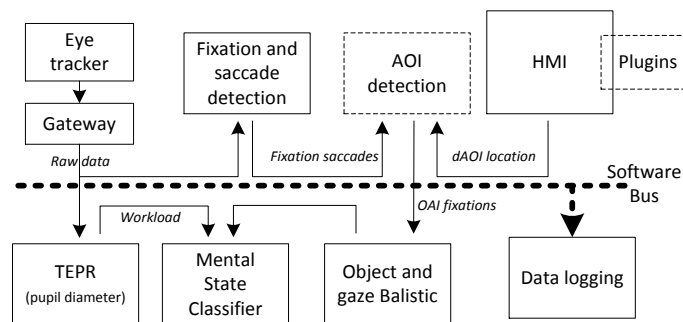 Eye
tracker
Fixation and
saccade
detection
AOI
detection
HMI
Plugins
Gateway
Raw data
Fixation saccades
dAOI location
Software
Bus
Workload
OAI fixations
TEPR
(pupil diameter)
Mental
State
Classifier
Object and
gaze Balistic
Data logging